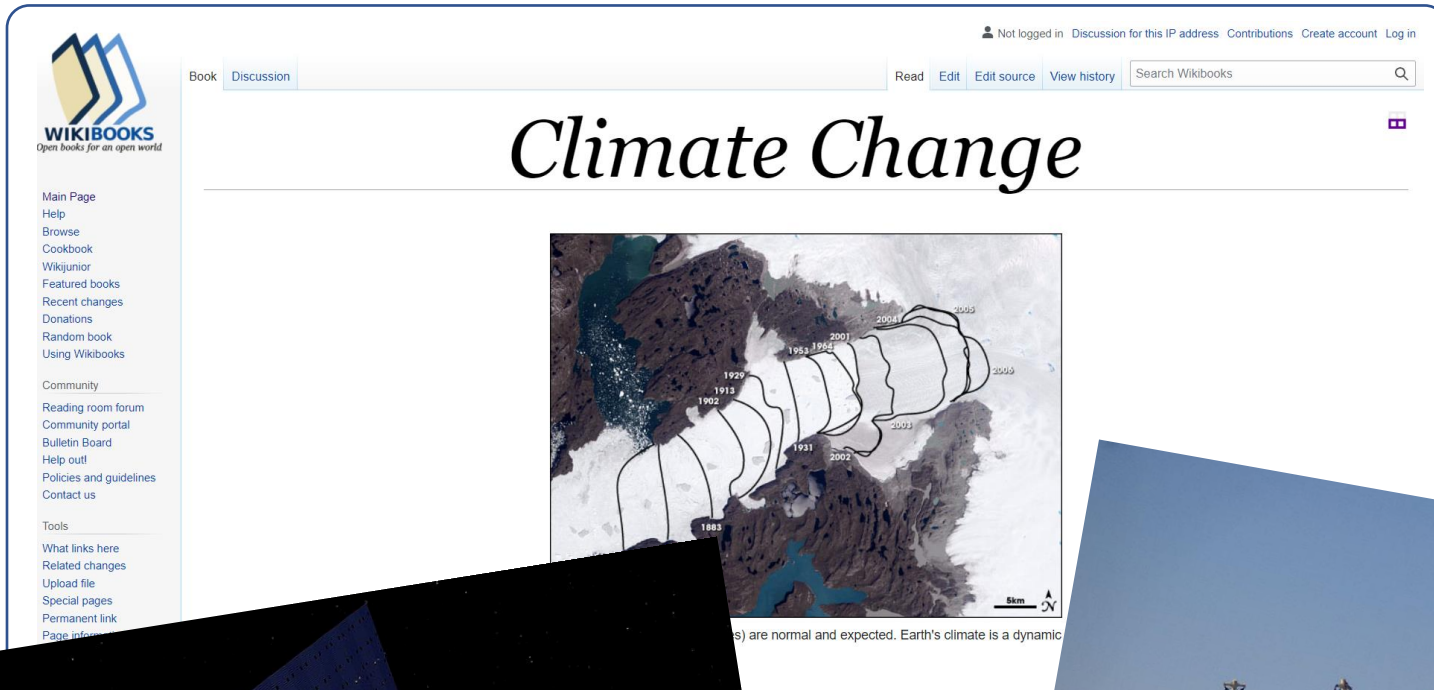 Not logged in Discussion for this IP address Contributions Create account Log in
Book Discussion Read Edit Edit source View history Search Wikibooks
WIKIBOOKS
Open books for an open world
Climate Change
Main Page
Help
Browse
Cookbook
Wikijunior
Featured books
Recent changes
Donations
Random book
Using Wikibooks
Community
Reading room forum
Community portal
Bulletin Board
Help out!
Policies and guidelines
Contact us
Tools
What links here
Related changes
Upload file
Special pages
Permanent link
Page
2005
2004
2001
1964
1953
2006
1929
1913
1902
2003
1931
2002
1883
5km N
are normal and expected. Earth's climate is a dynamic